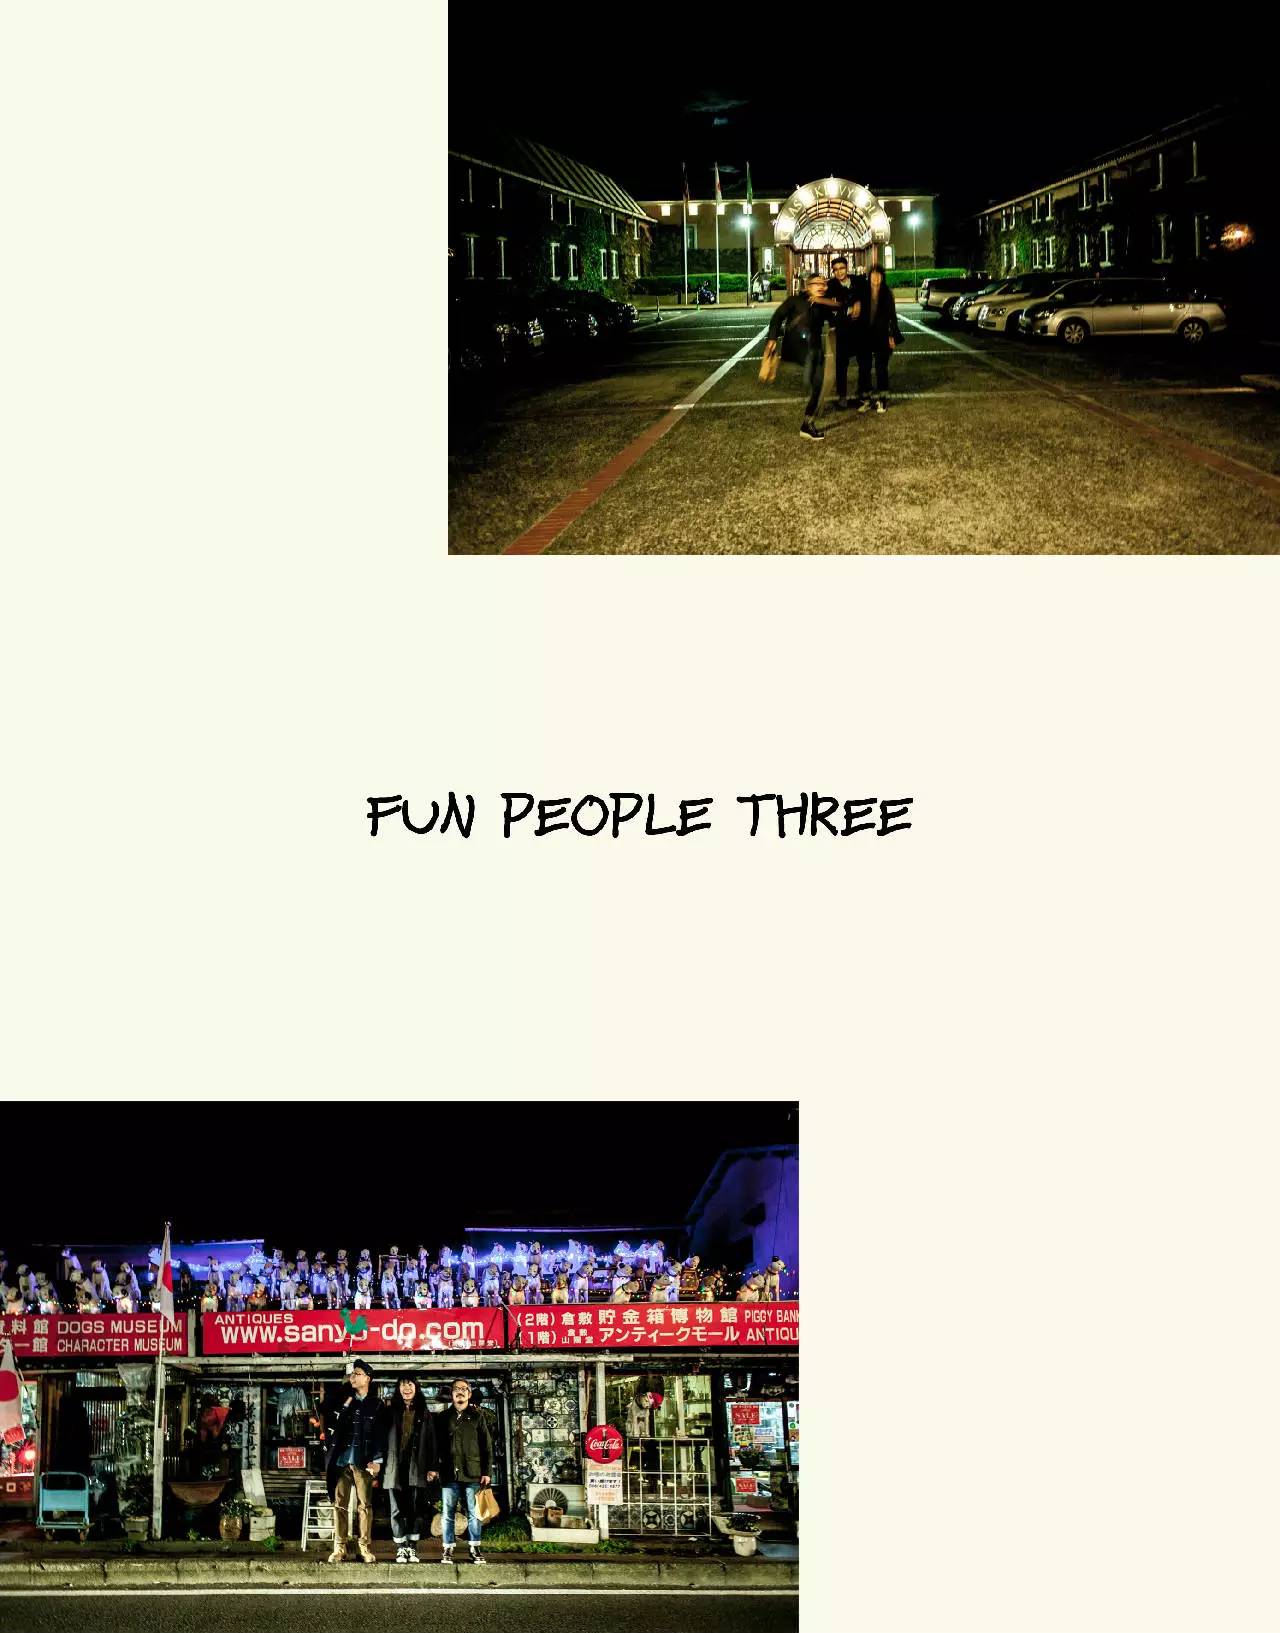 FUN PEOPLE THREE
料館 DOGS MUSEUM
ー館 CHARACTER MUSEUM
ANTIQUES
www.sanyo-do.com
(2階) 倉敷 貯金箱博物館 PIGGY BANK
(1階) 倉敷山陽堂 アンティークモール ANTIQU
SALE
Coca-Cola